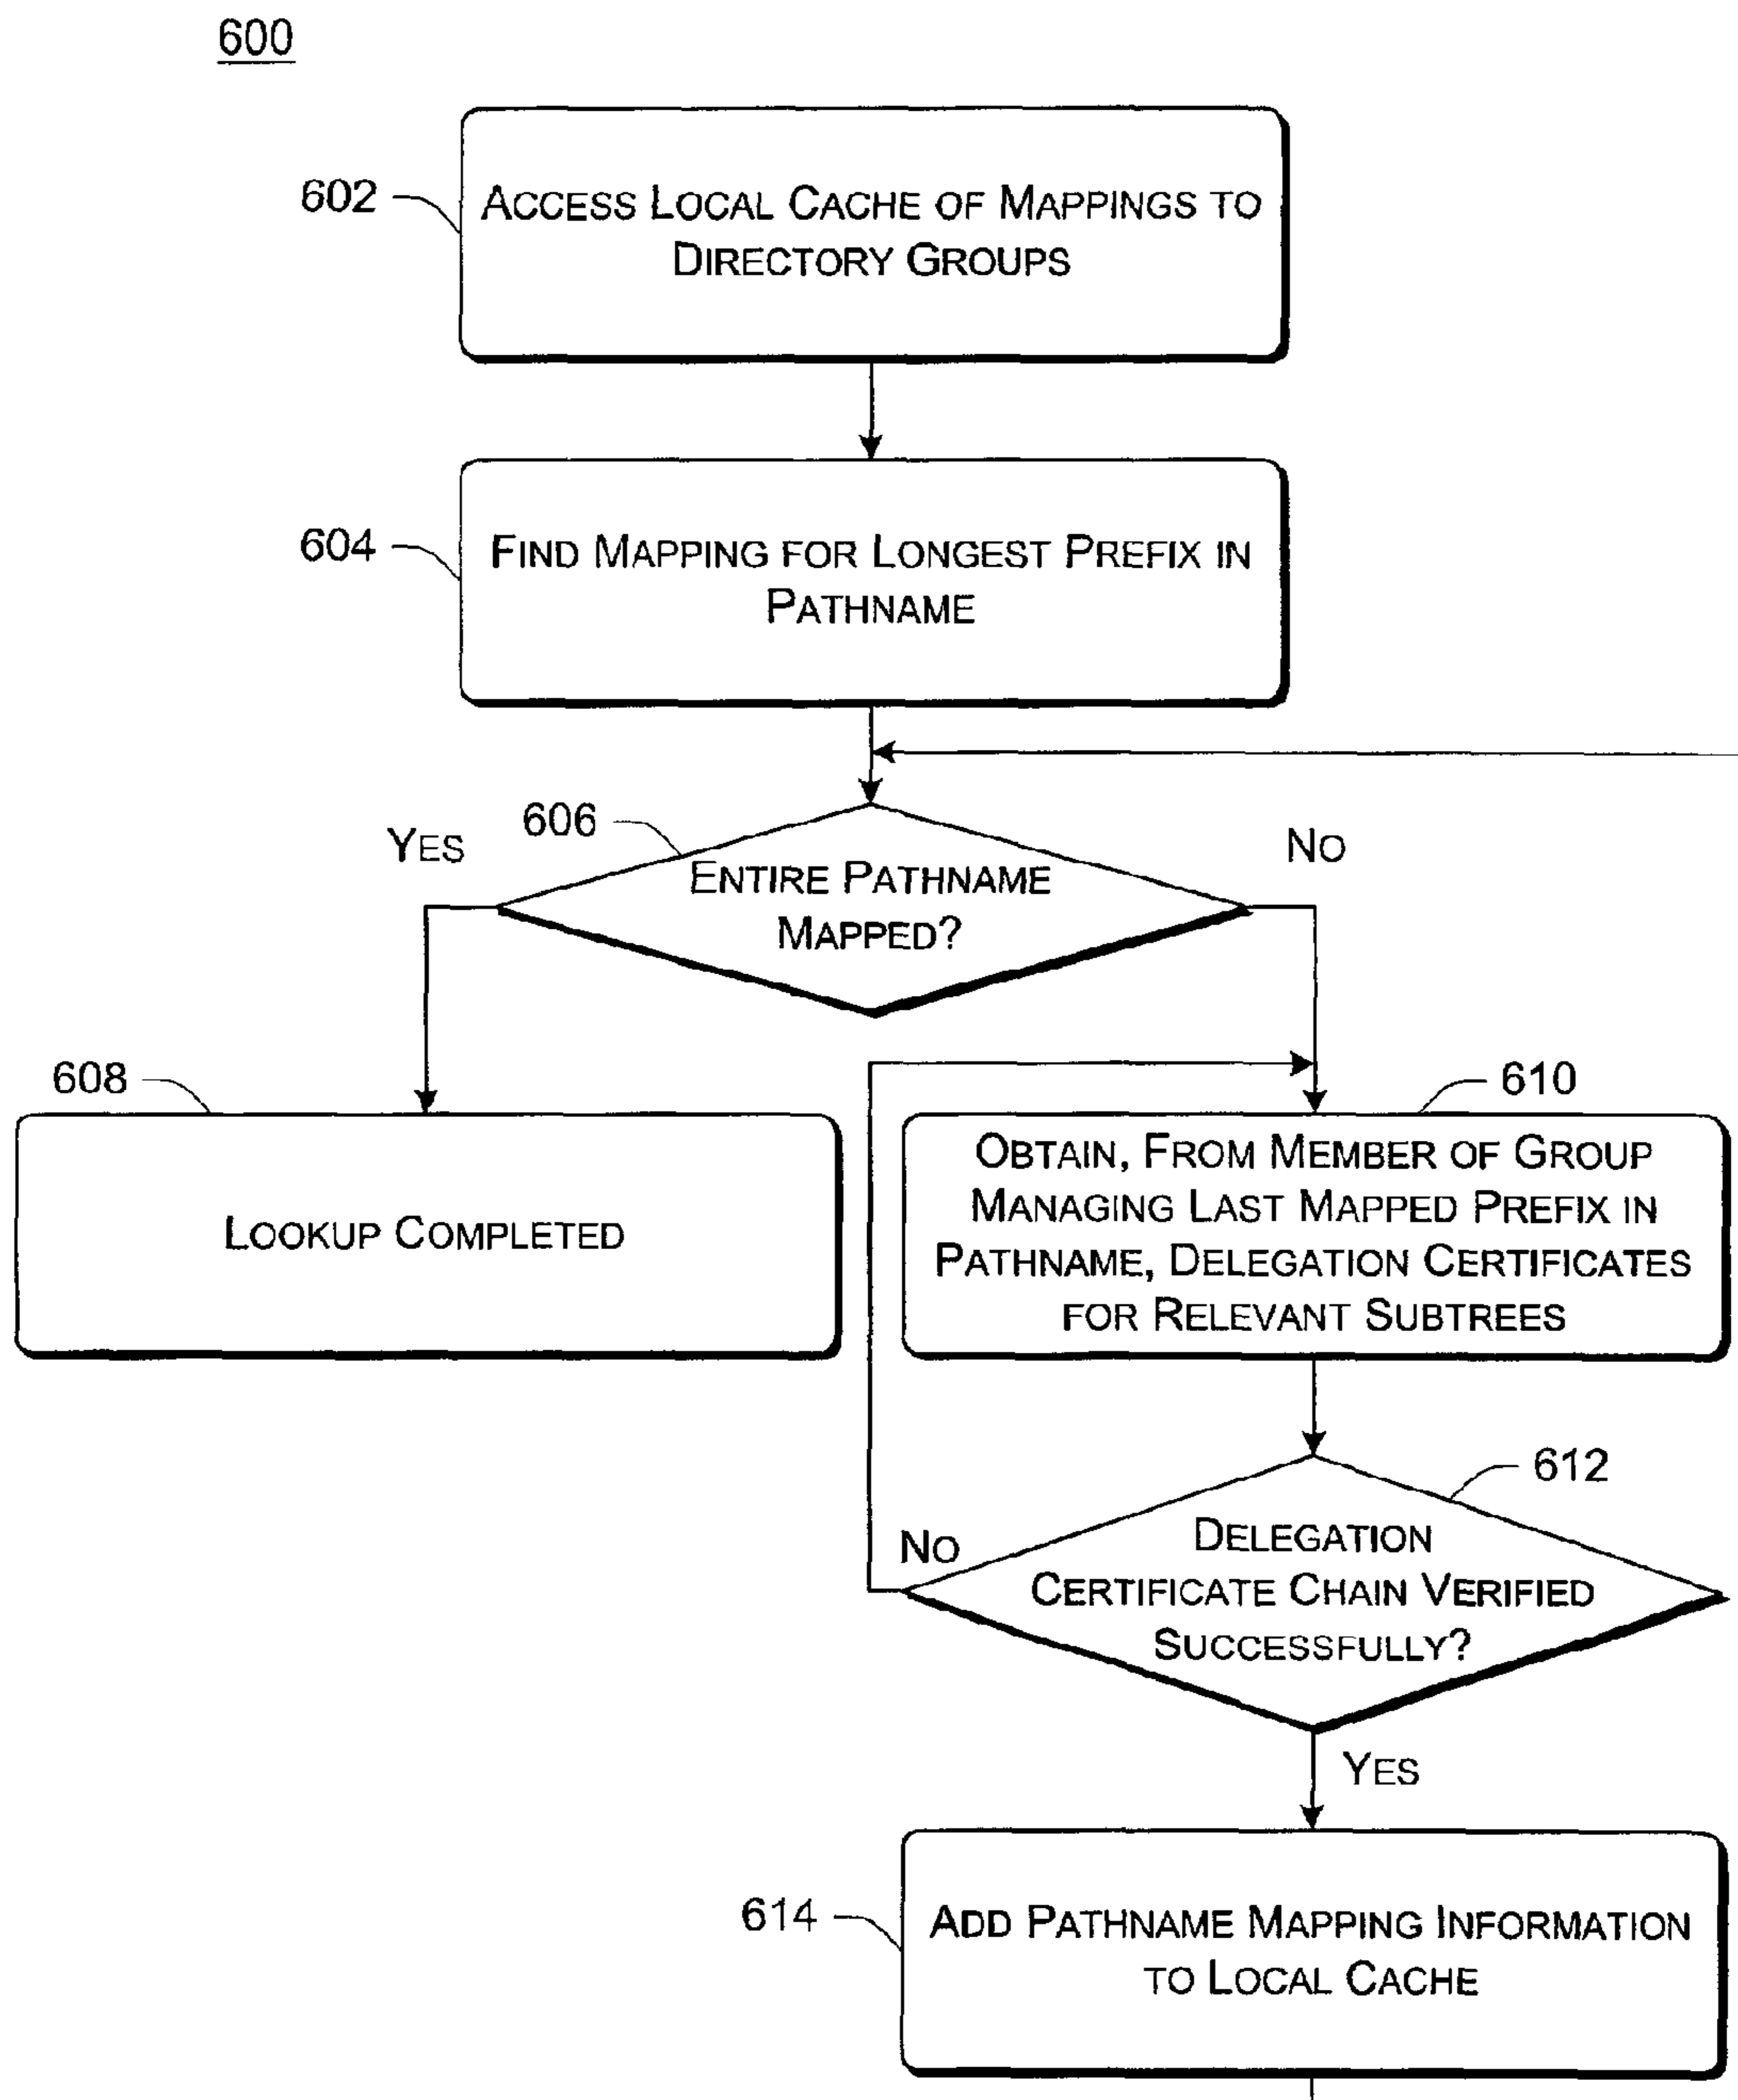 600
602
ACCESS LOCAL CACHE OF MAPPINGS TO
DIRECTORY GROUPS
604
FIND MAPPING FOR LONGEST PREFIX IN
PATHNAME
606
YES
NO
ENTIRE PATHNAME
MAPPED?
608
LOOKUP COMPLETED
610
OBTAIN, FROM MEMBER OF GROUP
MANAGING LAST MAPPED PREFIX IN
PATHNAME, DELEGATION CERTIFICATES
FOR RELEVANT SUBTREES
612
NO
DELEGATION
CERTIFICATE CHAIN VERIFIED
SUCCESSFULLY?
YES
614
ADD PATHNAME MAPPING INFORMATION
TO LOCAL CACHE